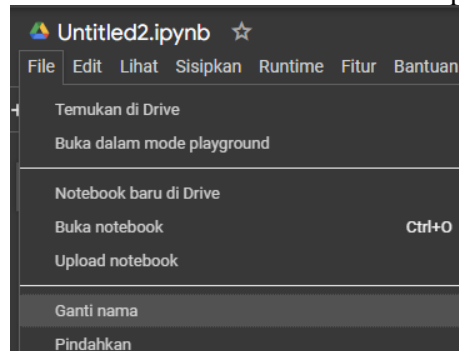 Untitled2.ipynb
File Edit Lihat Sisipkan Runtime Fitur Bantuan
+
Temukan di Drive
Buka dalam mode playground
Notebook baru di Drive
Buka notebook Ctrl+O
Upload notebook
Ganti nama
Pindahkan